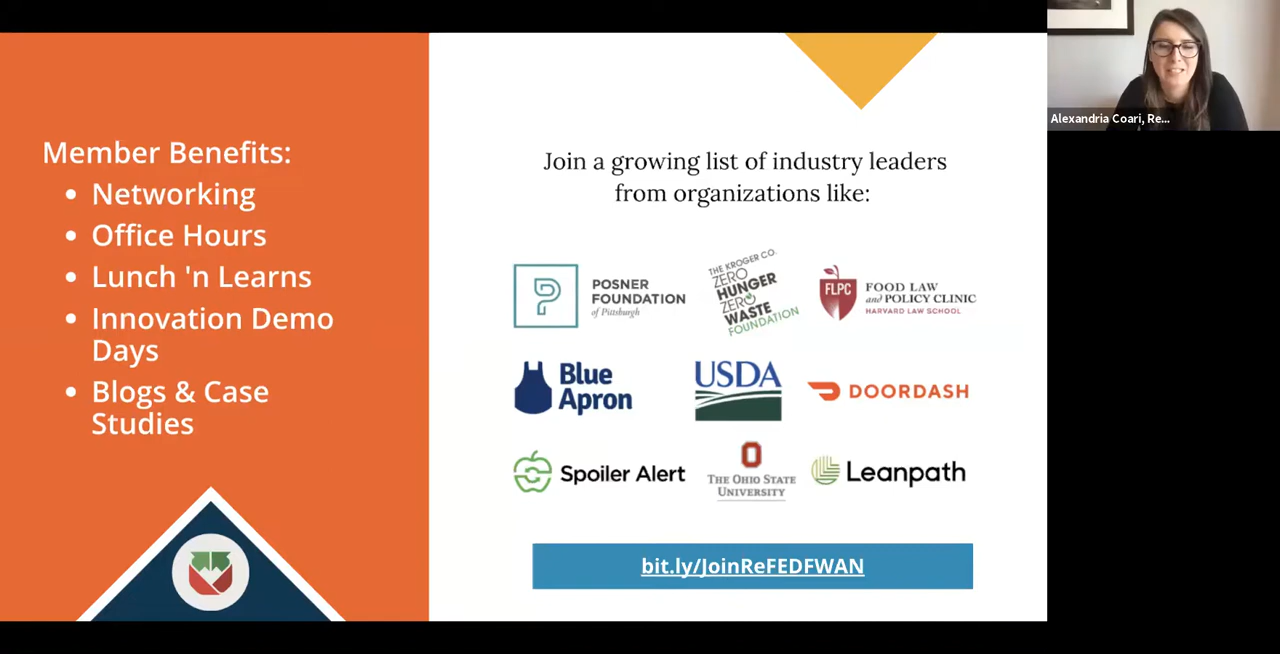 Member Benefits:
• Networking
• Office Hours
• Lunch 'n Learns
• Innovation Demo
Days
• Blogs & Case
Studies
Join a growing list of industry leaders
from organizations like:
POSNER
FOUNDATION
of Pittsburgh
THE KROGER CO.
ZERO
HUNGER
ZERO
WASTE
FOUNDATION
FLPC
FOOD LAW
and POLICY CLINIC
HARVARD LAW SCHOOL
Blue
Apron
USDA
DOORDASH
Spoiler Alert
THE OHIO STATE
UNIVERSITY
Leanpath
bit.ly/JoinReFEDFWAN
Alexandria Coari, Re...